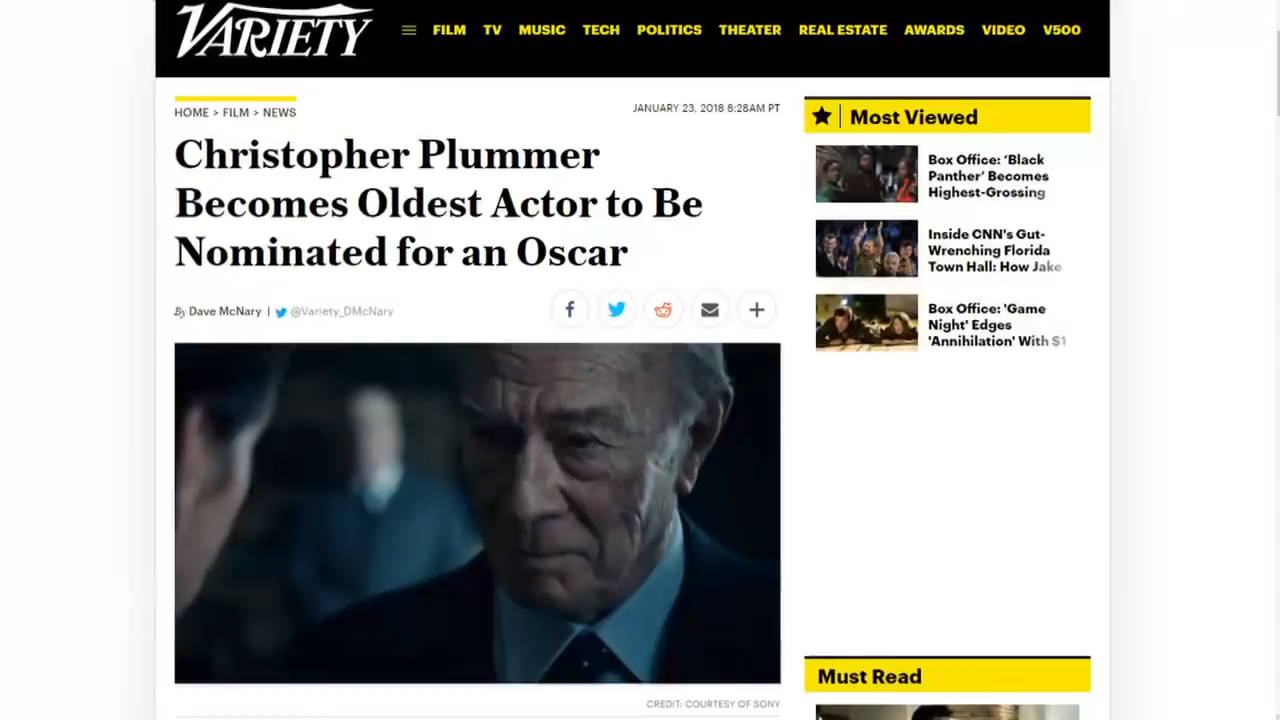 VARIETY
FILM TV MUSIC TECH POLITICS THEATER REAL ESTATE AWARDS VIDEO V500
HOME > FILM > NEWS
JANUARY 23, 2018 8:28AM PT
Christopher Plummer
Becomes Oldest Actor to Be
Nominated for an Oscar
By Dave McNary | @Variety_DMcNary
CREDIT: COURTESY OF SONY
Most Viewed
Box Office: ‘Black
Panther’ Becomes
Highest-Grossing
Inside CNN's Gut-
Wrenching Florida
Town Hall: How Jake
Box Office: 'Game
Night' Edges
'Annihilation' With $1
Must Read